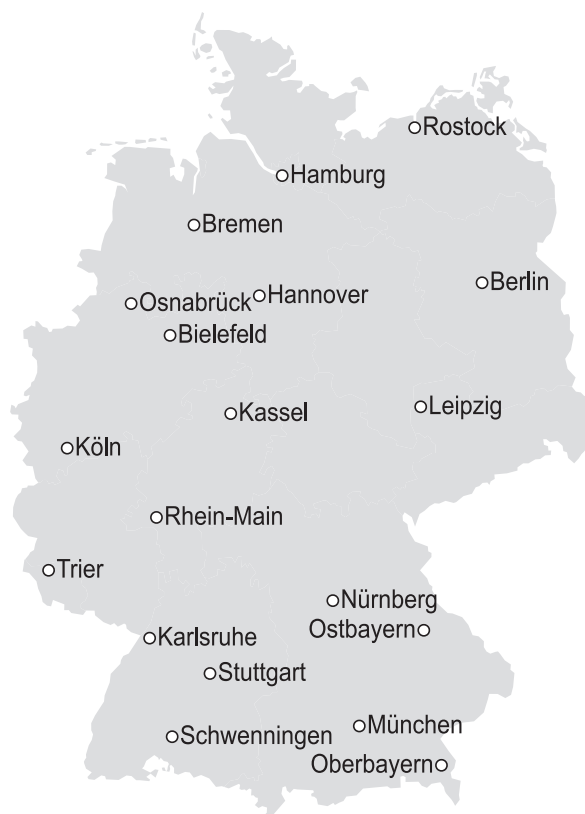 Rostock
Hamburg
Bremen
Berlin
Hannover
Osnabrück
Bielefeld
Leipzig
Kassel
Köln
Rhein-Main
Trier
Nürnberg
Ostbayern
Karlsruhe
Stuttgart
München
Schwenningen
Oberbayern